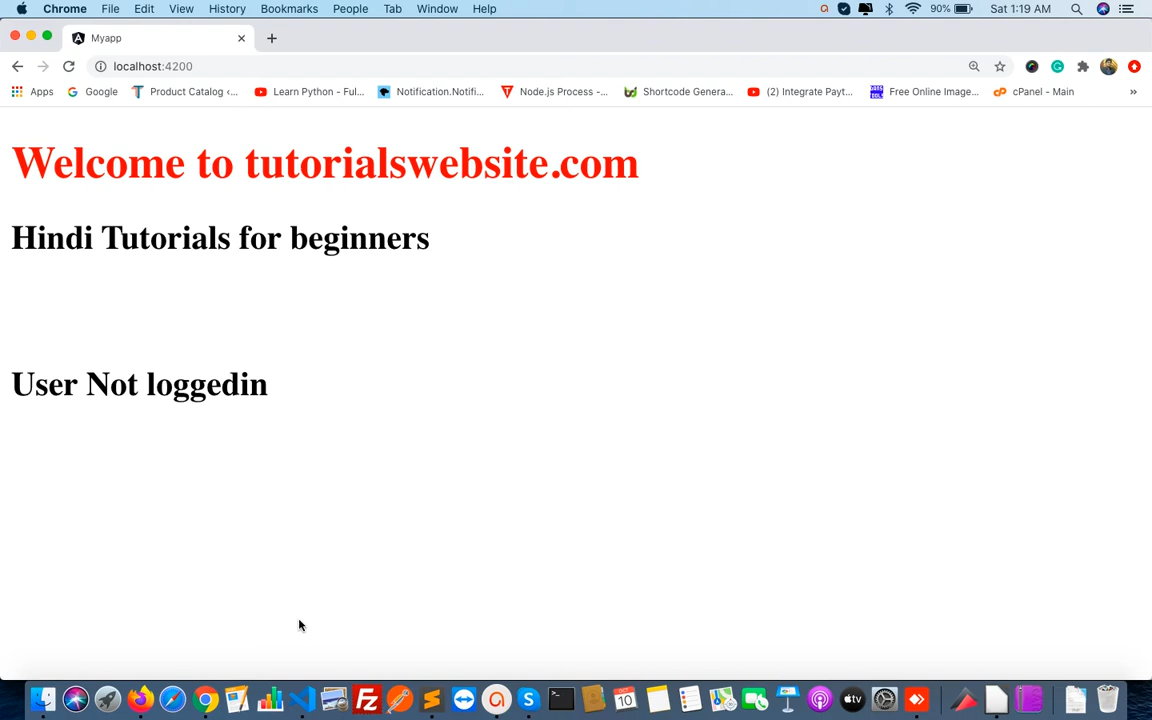 Chrome File Edit View History Bookmarks People Tab Window Help 90% Sat 1:19 AM
Myapp
localhost:4200
Apps Google Product Catalog ‹... Learn Python - Ful... Notification.Notifi... Node.js Process -... Shortcode Genera... (2) Integrate Payt... Free Online Image... cPanel - Main »
Welcome to tutorialswebsite.com
Hindi Tutorials for beginners
User Not loggedin